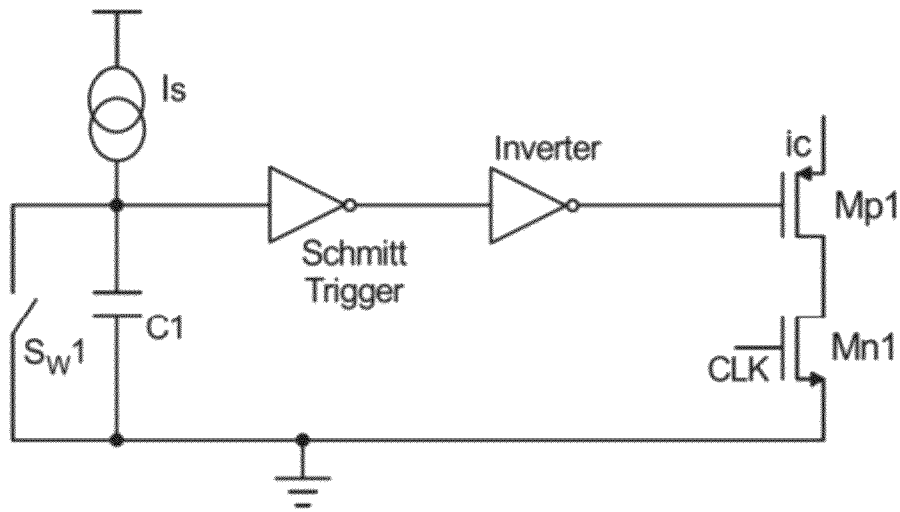 Is
Inverter
ic
Mp1
Schmitt
Trigger
C1
SW1
Mn1
CLK